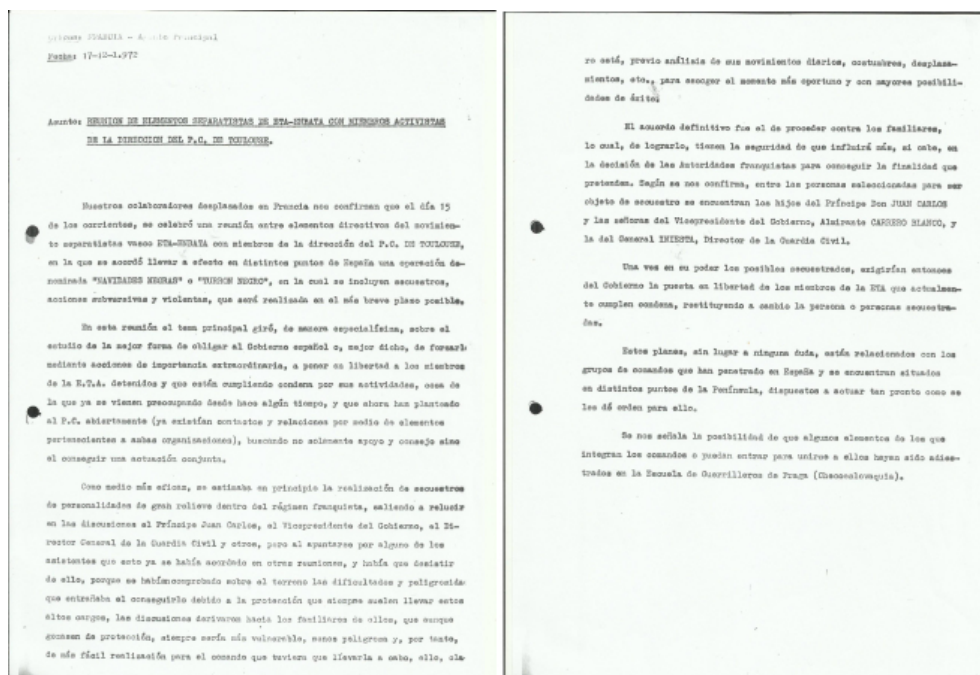 FRANCIA - Principal
Fecha: 17-12-1.972
Asunto: REUNION DE ELEMENTOS SEPARATISTAS DE ETA-ENBATA CON MIEMBROS ACTIVISTAS
DE LA DIRECCION DEL P.C. DE TOULOUSE.
Nuestros colaboradores desplazados en Francia nos confirman que el día 15
de los corrientes, se celebró una reunión entre elementos directivos del movimien-
to separatistas vasco ETA-ENBATA con miembros de la dirección del P.C. DE TOULOUSE,
en la que se acordó llevar a efecto en distintos puntos de España una operación de-
nominada "NAVIDADES NEGRAS" o "TURRON NEGRO", en la cual se incluyen secuestros,
acciones subversivas y violentas, que será realizada en el más breve plazo posible.
En esta reunión el tema principal giró, de manera especialísima, sobre el
estudio de la mejor forma de obligar al Gobierno español o, mejor dicho, de forzarle
mediante acciones de importancia extraordinaria, a poner en libertad a los miembros
de la E.T.A. detenidos y que están cumpliendo condena por sus actividades, cosa de
la que ya se vienen preocupando desde hace algún tiempo, y que ahora han planteado
al P.C. abiertamente (ya existían contactos y relaciones por medio de elementos
pertenecientes a ambas organizaciones), buscando no solamente apoyo y consejo sino
el conseguir una actuación conjunta.
Como medio más eficaz, se estimaba en principio la realización de secuestros
de personalidades de gran relieve dentro del régimen franquista, saliendo a relucir
en las discusiones el Príncipe Juan Carlos, el Vicepresidente del Gobierno, el Di-
rector General de la Guardia Civil y otros, pero al apuntarse por alguno de los
asistentes que esto ya se había acordado en otras reuniones, y había que desistir
de ello, porque se habían comprobado sobre el terreno las dificultades y peligrosida
que entrañaba el conseguirlo debido a la protección que siempre suelen llevar estos
altos cargos, las discusiones derivaron hacia los familiares de ellos, que aunque
gozasen de protección, siempre sería más vulnerable, menos peligrosa y, por tanto,
de más fácil realización para el comando que tuviera que llevarla a cabo, ello, cla-
ro está, previo análisis de sus movimientos diarios, costumbres, desplaza-
mientos, etc., para escoger el momento más oportuno y con mayores posibili-
dades de éxito.
El acuerdo definitivo fue el de proceder contra los familiares,
lo cual, de lograrlo, tienen la seguridad de que influirá más, si cabe, en
la decisión de las Autoridades franquistas para conseguir la finalidad que
pretenden. Según se nos confirma, entre las personas seleccionadas para ser
objeto de secuestro se encuentran los hijos del Príncipe Don JUAN CARLOS
y las señoras del Vicepresidente del Gobierno, Almirante CARRERO BLANCO, y
la del General INIESTA, Director de la Guardia Civil.
Una vez en su poder los posibles secuestrados, exigirían entonces
del Gobierno la puesta en libertad de los miembros de la ETA que actualmen-
te cumplen condena, restituyendo a cambio la persona o personas secuestra-
das.
Estos planes, sin lugar a ninguna duda, están relacionados con los
grupos de comandos que han penetrado en España y se encuentran situados
en distintos puntos de la Península, dispuestos a actuar tan pronto como se
les dé orden para ello.
Se nos señala la posibilidad de que algunos elementos de los que
integran los comandos o puedan entrar para unirse a ellos hayan sido adies-
trados en la Escuela de Guerrilleros de Praga (Checoeslovaquia).